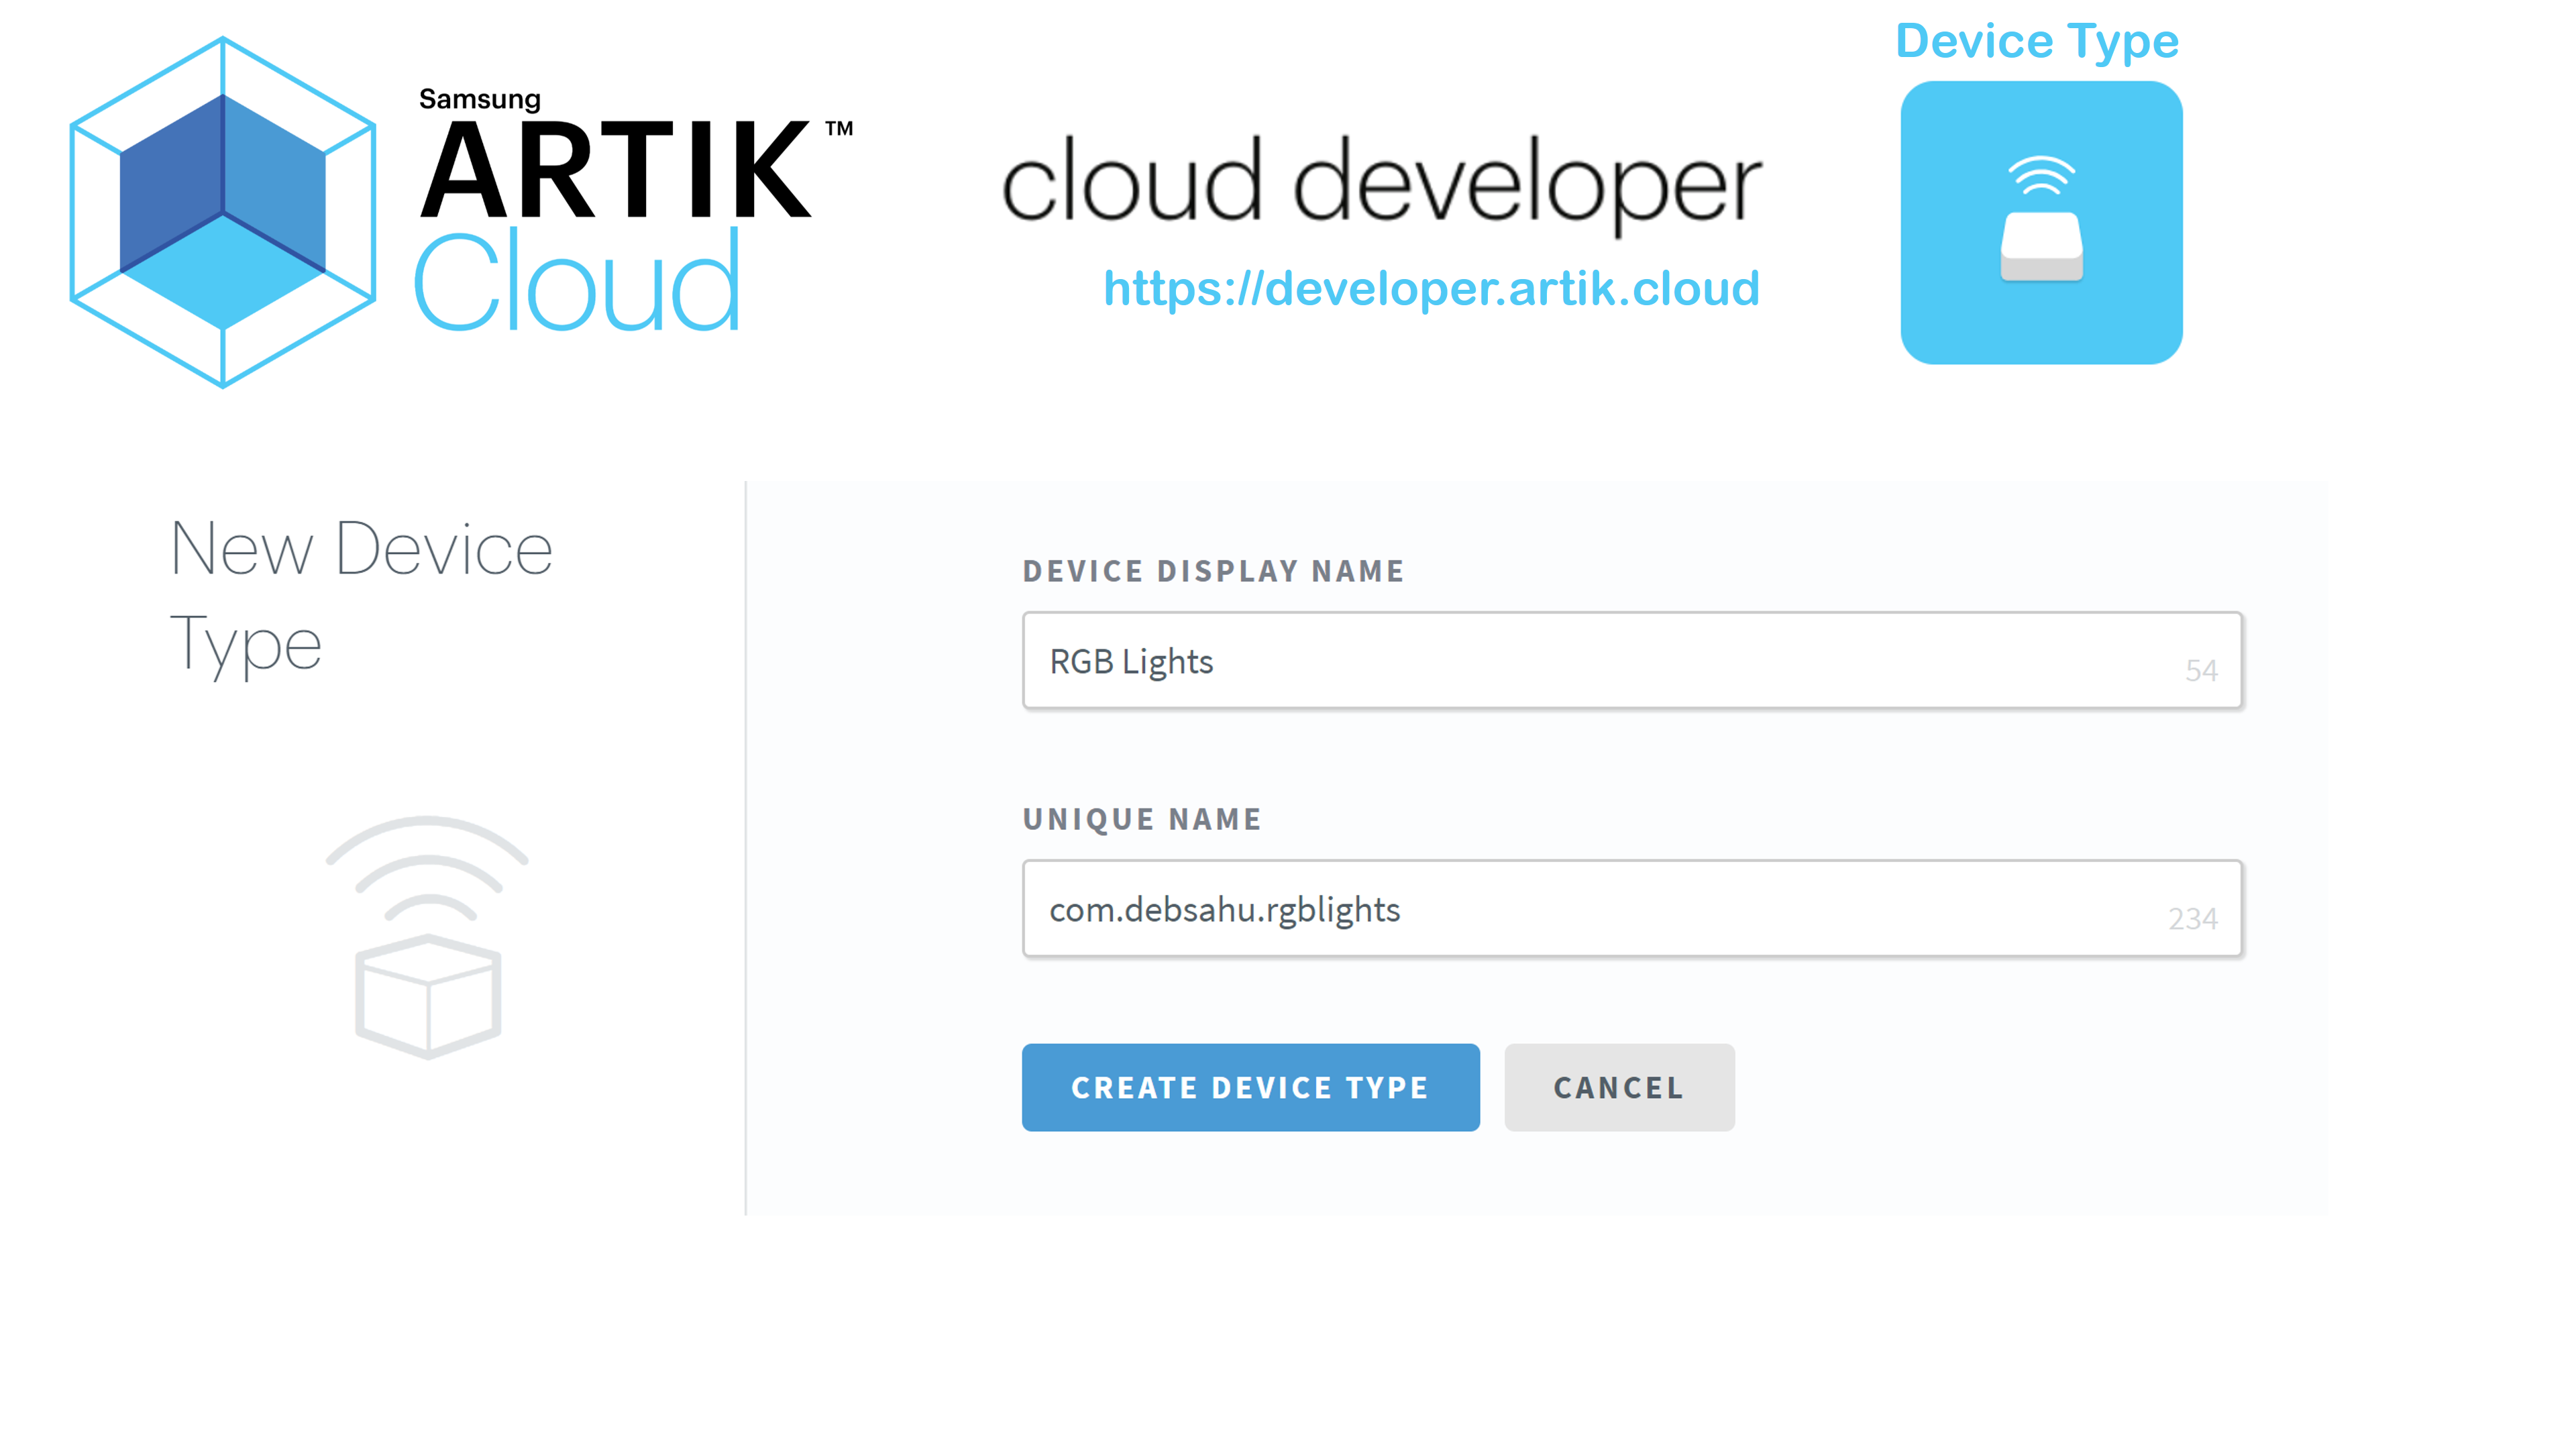 Device Type
Samsung
ARTIK™
Cloud
cloud developer
https://developer.artik.cloud
New Device
Type
DEVICE DISPLAY NAME
RGB Lights
54
UNIQUE NAME
com.debsahu.rgblights
234
CREATE DEVICE TYPE
CANCEL